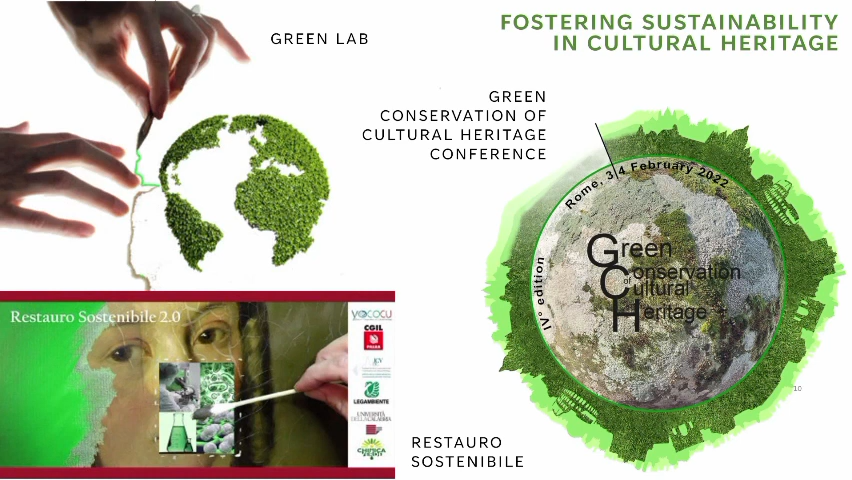 GREEN LAB
FOSTERING SUSTAINABILITY
IN CULTURAL HERITAGE
GREEN
CONSERVATION OF
CULTURAL HERITAGE
CONFERENCE
Rome, 3/4 February 2022
IV° edition
Green
Conservation
of
Cultural
Heritage
10
Restauro Sostenibile 2.0
YOCOCU
CGIL
LEGAMBIENTE
UNIVERSITÀ
DELLA CALABRIA
CHIMICA
VERDE
RESTAURO
SOSTENIBILE